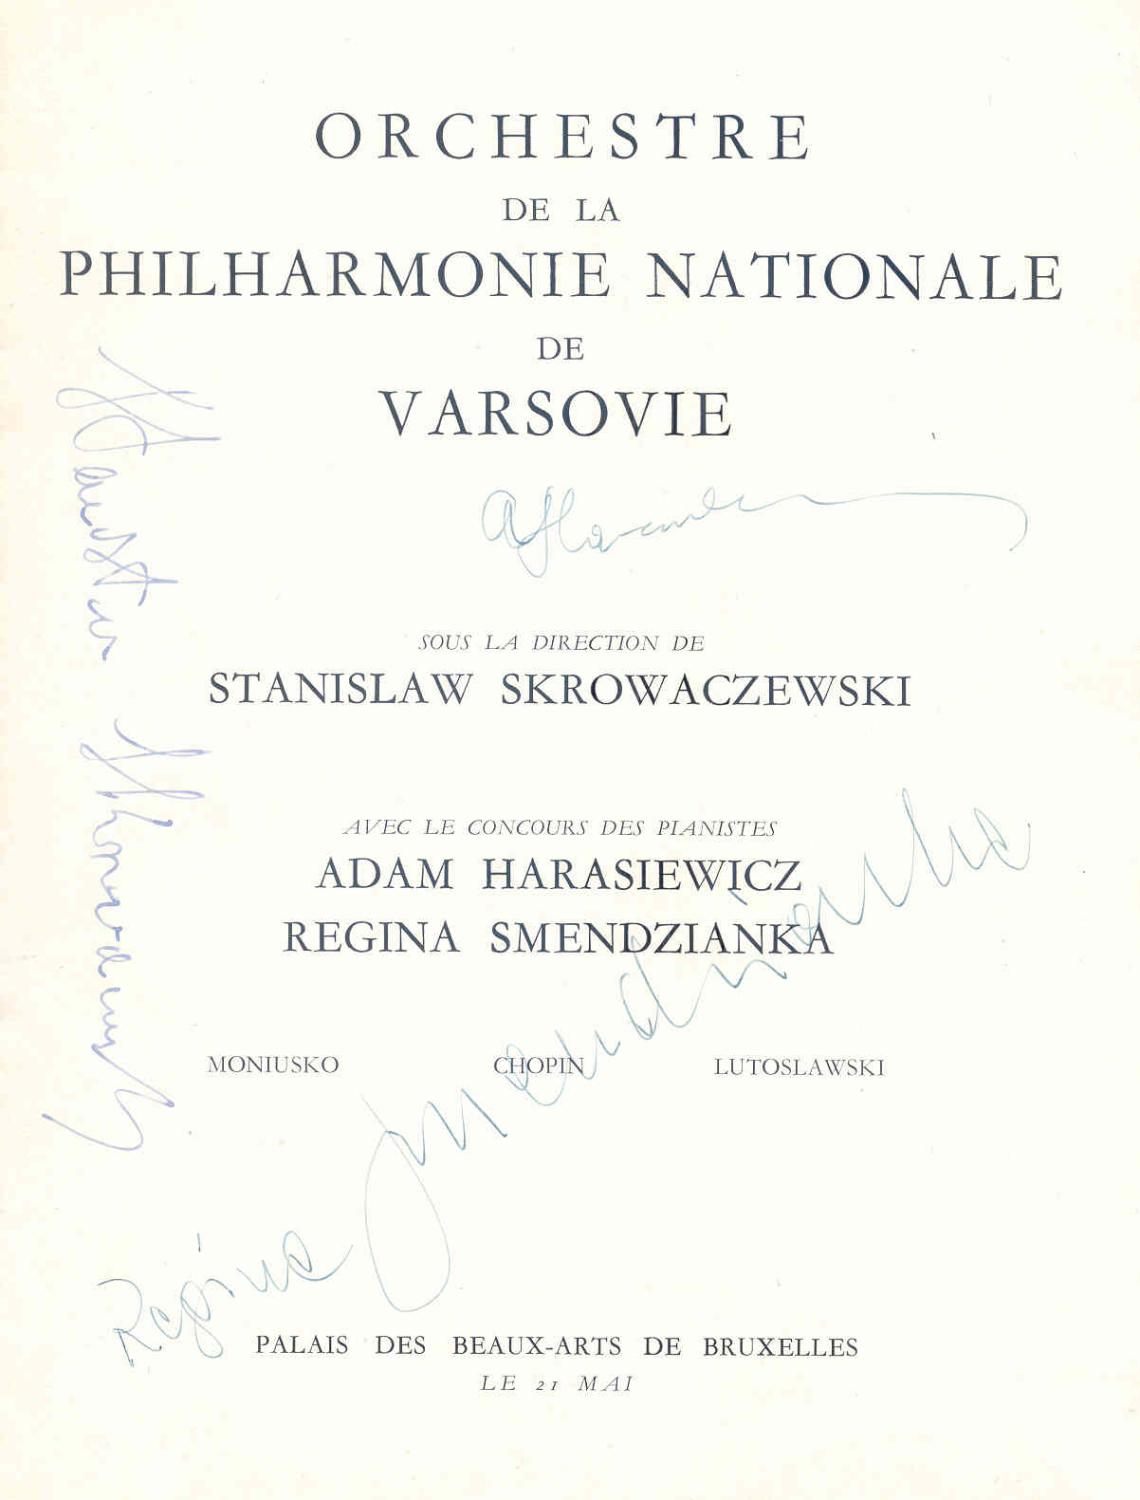 ORCHESTRE
DE LA
PHILHARMONIE NATIONALE
DE
VARSOVIE
SOUS LA DIRECTION DE
STANISLAW SKROWACZEWSKI
AVEC LE CONCOURS DES PIANISTES
ADAM HARASIEWICZ
REGINA SMENDZIANKA
MONIUSKO CHOPIN LUTOSLAWSKI
Regina Smendzianka
PALAIS DES BEAUX-ARTS DE BRUXELLES
LE 21 MAI